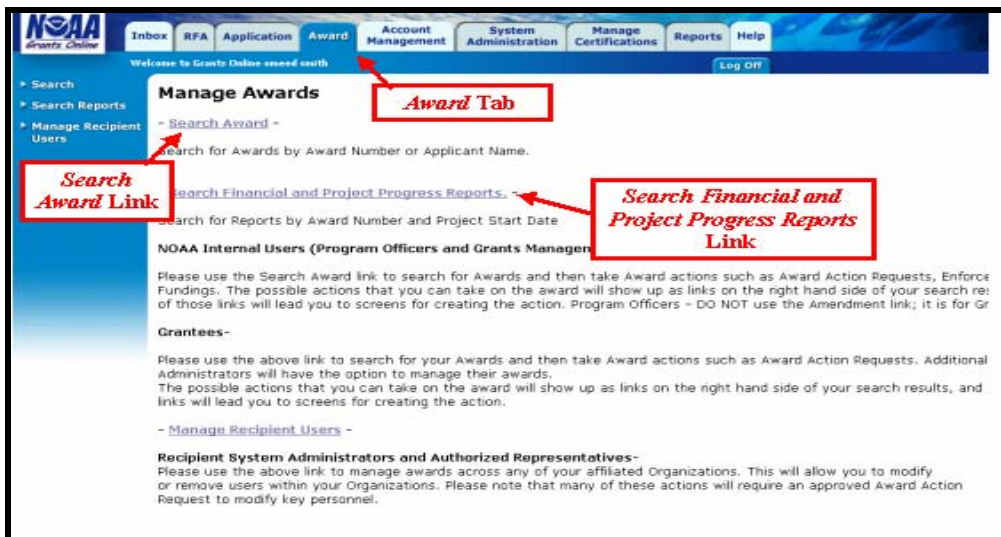 NOAA
Grants Online
Inbox RFA Application Award Account Management System Administration Manage Certifications Reports Help
Welcome to Grants Online emeed smith
Log Off
Search
Search Reports
Manage Recipient
Users
Manage Awards
Award Tab
- Search Award -
Search for Awards by Award Number or Applicant Name.
Search
Award Link
Search Financial and Project Progress Reports. -
Search Financial and
Project Progress Reports
Link
Search for Reports by Award Number and Project Start Date
NOAA Internal Users (Program Officers and Grants Managen
Please use the Search Award link to search for Awards and then take Award actions such as Award Action Requests, Enforce
Fundings. The possible actions that you can take on the award will show up as links on the right hand side of your search re
of those links will lead you to screens for creating the action. Program Officers - DO NOT use the Amendment link; it is for Gr
Grantees-
Please use the above link to search for your Awards and then take Award actions such as Award Action Requests. Additional
Administrators will have the option to manage their awards.
The possible actions that you can take on the award will show up as links on the right hand side of your search results, and
links will lead you to screens for creating the action.
- Manage Recipient Users -
Recipient System Administrators and Authorized Representatives-
Please use the above link to manage awards across any of your affiliated Organizations. This will allow you to modify
or remove users within your Organizations. Please note that many of these actions will require an approved Award Action
Request to modify key personnel.